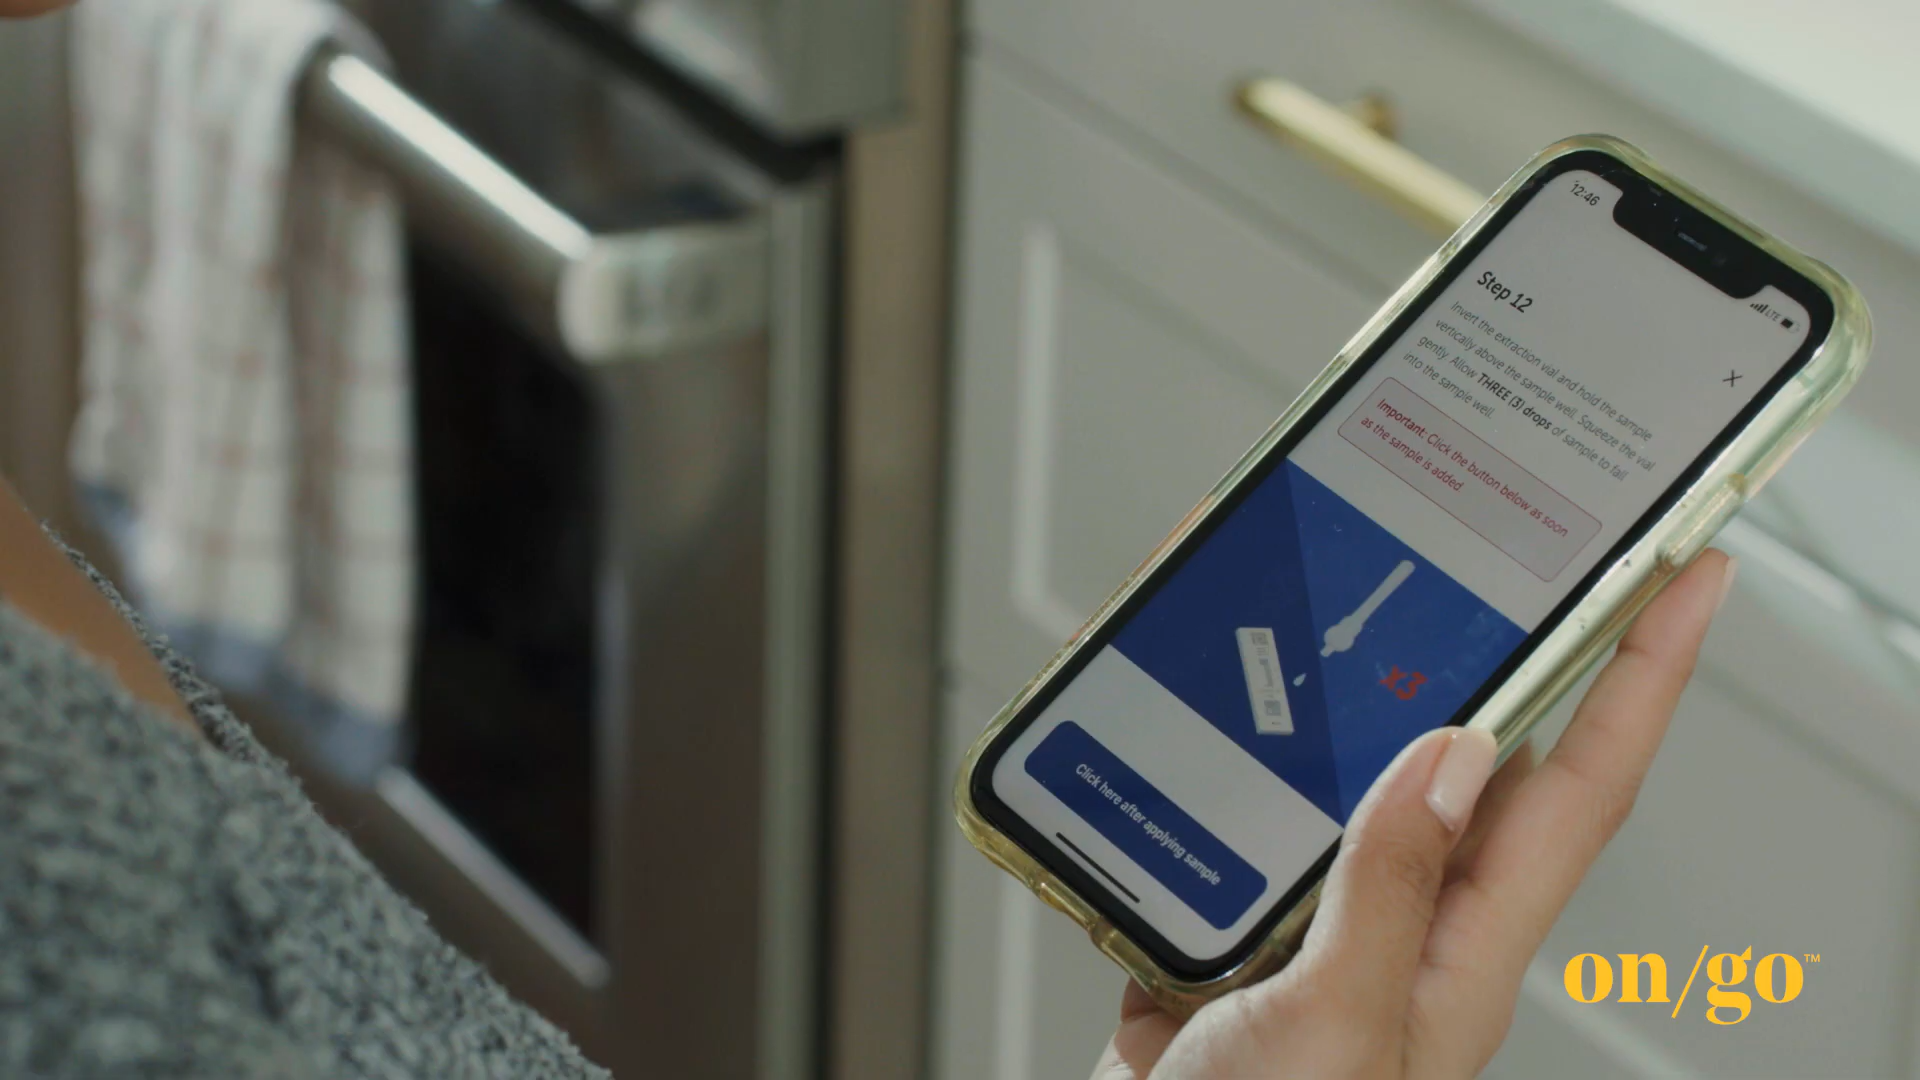 12:46
LTE
Step 12
Invert the extraction vial and hold the sample
vertically above the sample well. Squeeze the vial
gently. Allow THREE (3) drops of sample to fall
into the sample well.
Important: Click the button below as soon
as the sample is added
x3
Click here after applying sample
on/go™